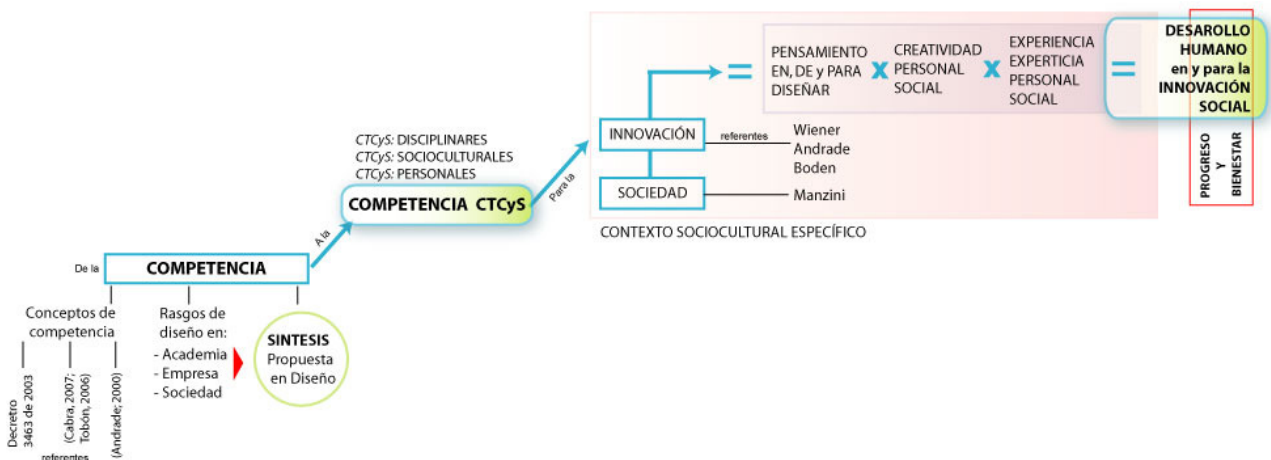 PENSAMIENTO
EN, DE y PARA
DISEÑAR
x
CREATIVIDAD
PERSONAL
SOCIAL
x
EXPERIENCIA
EXPERTICIA
PERSONAL
SOCIAL
=
=
DESAROLLO
HUMANO
en y para la
INNOVACIÓN
SOCIAL
PROGRESO
Y
BIENESTAR
INNOVACIÓN
referentes
Wiener
Andrade
Boden
SOCIEDAD
Manzini
CONTEXTO SOCIOCULTURAL ESPECÍFICO
CTCyS: DISCIPLINARES
CTCyS: SOCIOCULTURALES
CTCyS: PERSONALES
COMPETENCIA CTCyS
Para la
A la
De la
COMPETENCIA
Conceptos de
competencia
Rasgos de
diseño en:
- Academia
- Empresa
- Sociedad
SINTESIS
Propuesta
en Diseño
Decretro
3463 de 2003
(Cabra, 2007;
Tobón, 2006)
(Andrade; 2000)
referentes